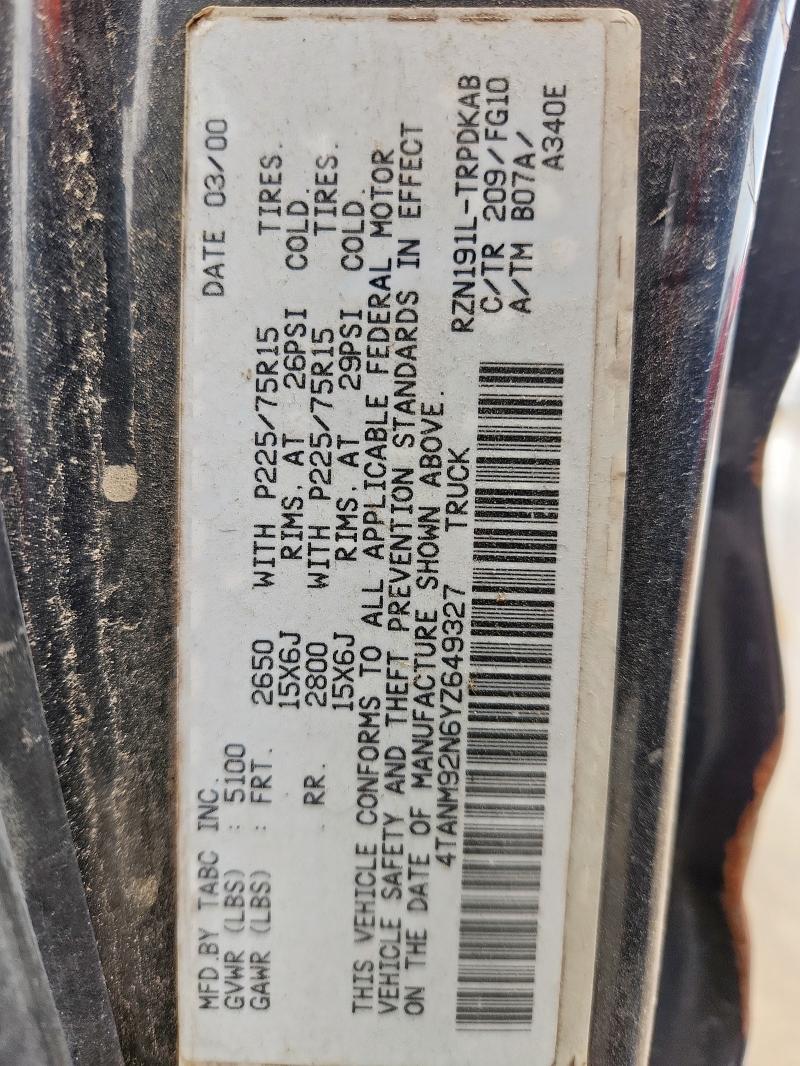 MFD.BY TABC INC. DATE 03/00
GVWR (LBS) : 5100
GAWR (LBS) : FRT. 2650 WITH P225/75R15 TIRES.
15X6J RIMS, AT 26PSI COLD.
RR. 2800 WITH P225/75R15 TIRES.
15X6J RIMS, AT 29PSI COLD.
THIS VEHICLE CONFORMS TO ALL APPLICABLE FEDERAL MOTOR
VEHICLE SAFETY AND THEFT PREVENTION STANDARDS IN EFFECT
ON THE DATE OF MANUFACTURE SHOWN ABOVE.
4TANM92N6YZ649327 TRUCK
RZN191L-TRPDKAB
C/TR 209/FG10
A/TM B07A/
A340E